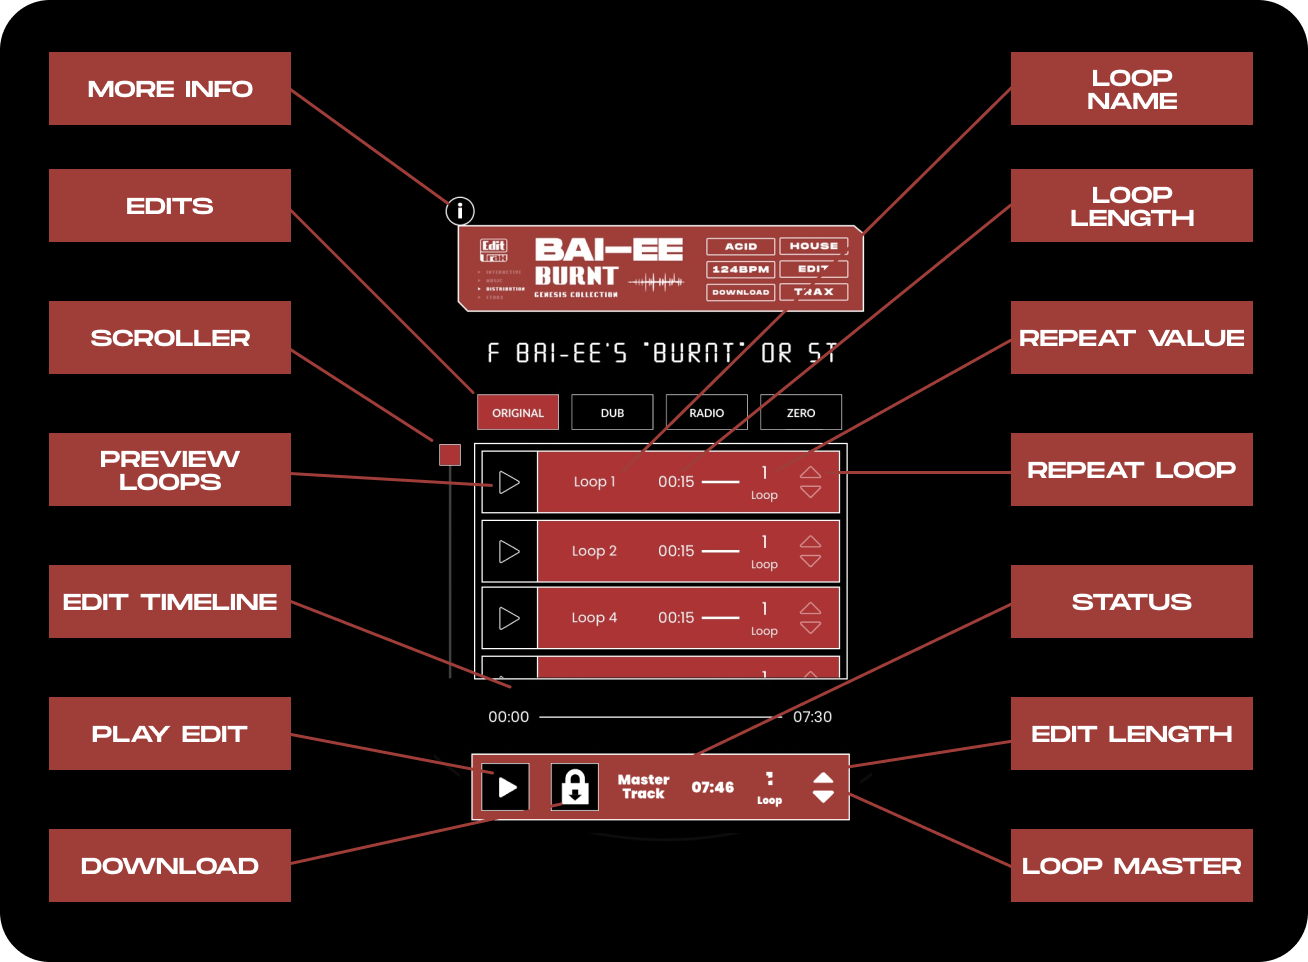 MORE INFO
EDITS
SCROLLER
PREVIEW
LOOPS
EDIT TIMELINE
PLAY EDIT
DOWNLOAD
i
Edit
trax
INTERACTIVE
MUSIC
DISTRIBUTION
BAI-EE
BURNT
GENESIS COLLECTION
ACID
HOUSE
124BPM
EDIT
DOWNLOAD
TRAX
F BAI-EE'S "BURNT" OR ST
ORIGINAL
DUB
RADIO
ZERO
Loop 1
00:15
1
Loop
Loop 2
00:15
1
Loop
Loop 4
00:15
1
Loop
1
00:00
07:30
Master
Track
07:46
Loop
LOOP
NAME
LOOP
LENGTH
REPEAT VALUE
REPEAT LOOP
STATUS
EDIT LENGTH
LOOP MASTER